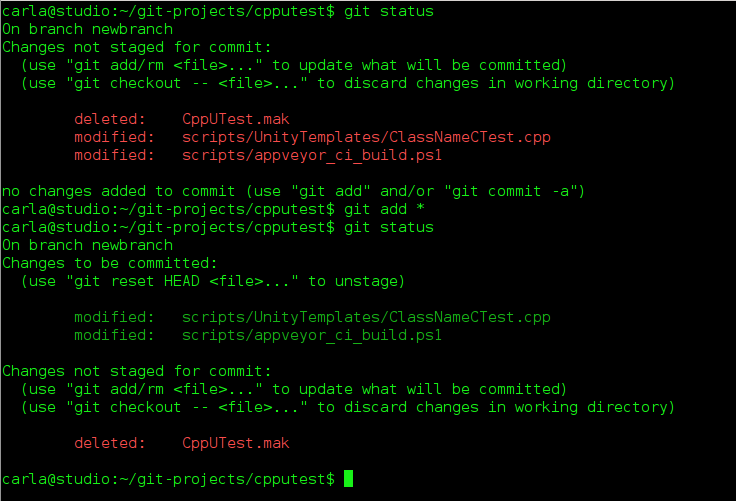 carla@studio:~/git-projects/cpputest$ git status
On branch newbranch
Changes not staged for commit:
  (use "git add/rm <file>..." to update what will be committed)
  (use "git checkout -- <file>..." to discard changes in working directory)

        deleted:    CppUTest.mak
        modified:   scripts/UnityTemplates/ClassNameCTest.cpp
        modified:   scripts/appveyor_ci_build.ps1

no changes added to commit (use "git add" and/or "git commit -a")
carla@studio:~/git-projects/cpputest$ git add *
carla@studio:~/git-projects/cpputest$ git status
On branch newbranch
Changes to be committed:
  (use "git reset HEAD <file>..." to unstage)

        modified:   scripts/UnityTemplates/ClassNameCTest.cpp
        modified:   scripts/appveyor_ci_build.ps1

Changes not staged for commit:
  (use "git add/rm <file>..." to update what will be committed)
  (use "git checkout -- <file>..." to discard changes in working directory)

        deleted:    CppUTest.mak

carla@studio:~/git-projects/cpputest$